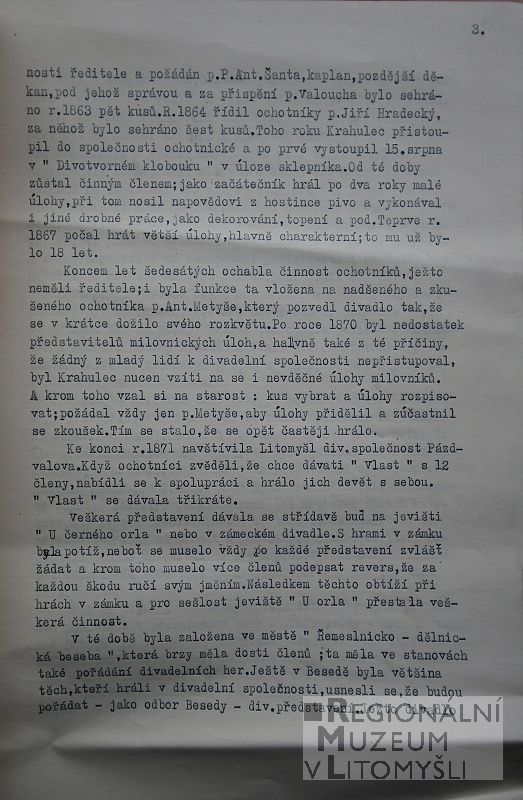 3.
nosti ředitele a požádán p.P.Ant.Šanta,kaplan,pozdější dě-
kan,pod jehož správou a za přispění p.Valoucha bylo sehrá-
no r.1863 pět kusů.R.1864 řídil ochotníky p.Jiří Hradecký,
za něhož bylo sehráno šest kusů.Toho roku Krahulec přistou-
pil do společnosti ochotnické a po prvé vystoupil 15.srpna
v " Divotvorném klobouku " v úloze sklepníka.Od té doby
zůstal činným členem;jako začátečník hrál po dva roky malé
úlohy,při tom nosil napovědovi z hostince pivo a vykonával
i jiné drobné práce,jako dekorování,topení a pod.Teprve r.
1867 počal hrát větší úlohy,hlavně charakterní;to mu už by-
lo 18 let.
Koncem let šedesátých ochabla činnost ochotníků,ježto
neměli ředitele;i byla funkce ta vložena na nadšeného a zku-
šeného ochotníka p.Ant.Metyše,který pozvedl divadlo tak,že
se v krátce dožilo svého rozkvětu.Po roce 1870 byl nedostatek
představitelů milovnických úloh,a halvně také z té příčiny,
že žádný z mladý lidí k divadelní společnosti nepřistupoval,
byl Krahulec nucen vzíti na se i nevděčné úlohy milovníků.
A krom toho vzal si na starost : kus vybrat a úlohy rozpiso-
vat;požádal vždy jen p.Metyše,aby úlohy přidělil a zúčastnil
se zkoušek.Tím se stalo,že se opět častěji hrálo.
Ke konci r.1871 navštívila Litomyšl div.společnost Pázd-
valova.Když ochotníci zvěděli,že chce dávati " Vlast " s 12
členy,nabídli se k spolupráci a hrálo jich devět s sebou.
" Vlast " se dávala třikráte.
Veškerá představení dávala se střídavě buď na jevišti
" U černého orla " nebo v zámeckém divadle.S hrami v zámku
byla potíž,neboť se muselo vždy po každé představení zvlášť
žádat a krom toho muselo více členů podepsat revers,že za
každou škodu ručí svým jměním.Následkem těchto obtíží při
hrách v zámku a pro sešlost jeviště " U orla " přestala veš-
kerá činnost.
V té době byla založena ve městě " Řemeslnicko - dělnic-
ká beseba ",která brzy měla dosti členů ;ta měla ve stanovách
také pořádání divadelních her.Ještě v Besedě byla většina
těch,kteří hráli v divadelní společnosti,usnesli se,že budou
pořádat - jako odbor Besedy - div.představení.Ježto divadlo
REGIONÁLNÍ
MUZEUM
V LITOMYŠLI